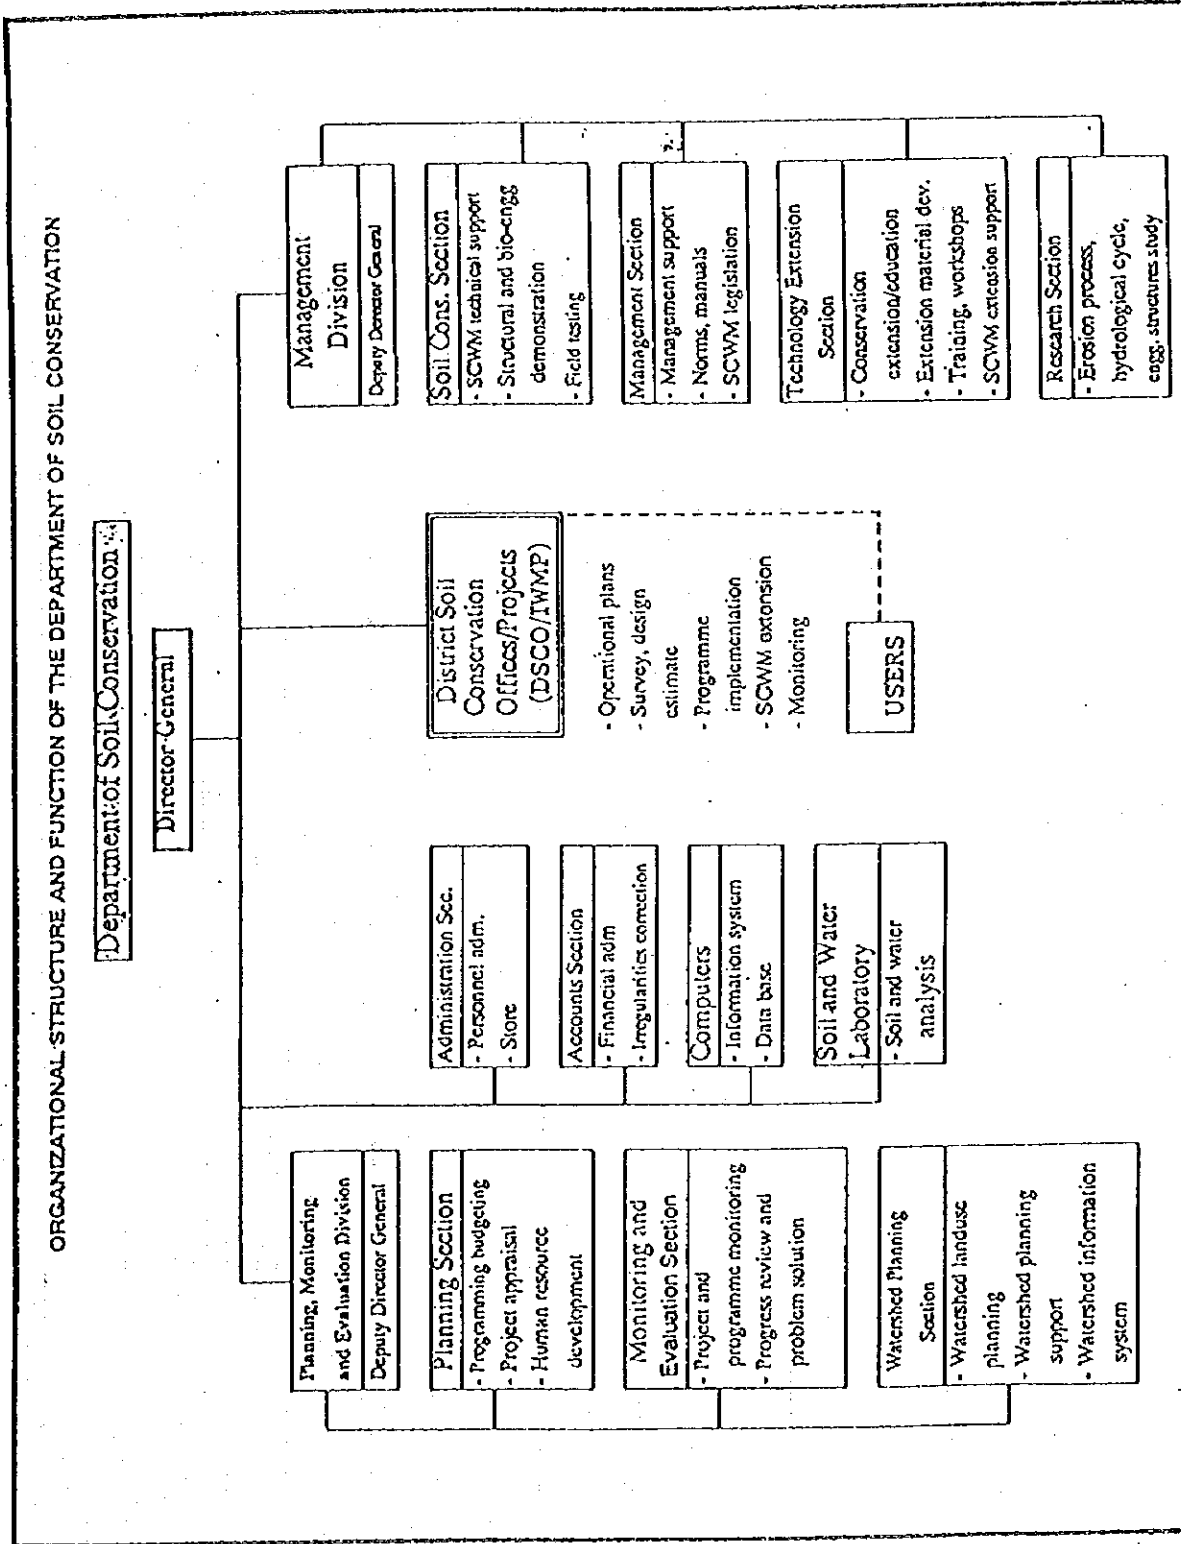 ORGANIZATIONAL STRUCTURE AND FUNCTION OF THE DEPARTMENT OF SOIL CONSERVATION
Department of Soil Conservation
Director General
Planning, Monitoring
and Evaluation Division
Deputy Director General
Planning Section
- Programming budgeting
- Project appraisal
- Human resource
development
Monitoring and
Evaluation Section
- Project and
programme monitoring
- Progress review and
problem solution
Watershed Planning
Section
- Watershed landuse
planning
- Watershed planning
support
- Watershed information
system
Administration Sec.
- Personnel adm.
- Store
Accounts Section
- Financial adm
- Irregularities correction
Computers
- Information system
- Data base
Soil and Water
Laboratory
- Soil and water
analysis
District Soil
Conservation
Offices/Projects
(DSCO/IWMP)
- Operational plans
- Survey, design
estimate
- Programme
implementation
- SCWM extension
- Monitoring
USERS
Management
Division
Deputy Director General
Soil Cons. Section
- SCWM technical support
- Structural and bio-engg
demonstration
- Field testing
Management Section
- Management support
- Norms, manuals
- SCWM legislation
Technology Extension
Section
- Conservation
extension/education
- Extension material dev.
- Training, workshops
- SCWM extension support
Research Section
- Erosion process,
hydrological cycle,
engg. structures study